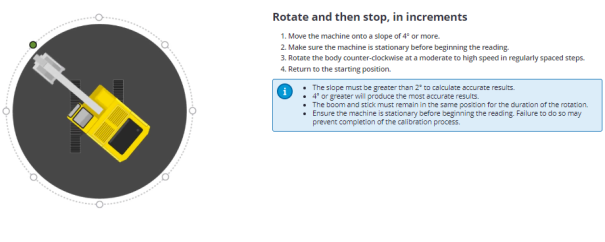 Rotate and then stop, in increments
1. Move the machine onto a slope of 4° or more.
2. Make sure the machine is stationary before beginning the reading.
3. Rotate the body counter-clockwise at a moderate to high speed in regularly spaced steps.
4. Return to the starting position.
• The slope must be greater than 2° to calculate accurate results.
• 4° or greater will produce the most accurate results.
• The boom and stick must remain in the same position for the duration of the rotation.
• Ensure the machine is stationary before beginning the reading. Failure to do so may
prevent completion of the calibration process.